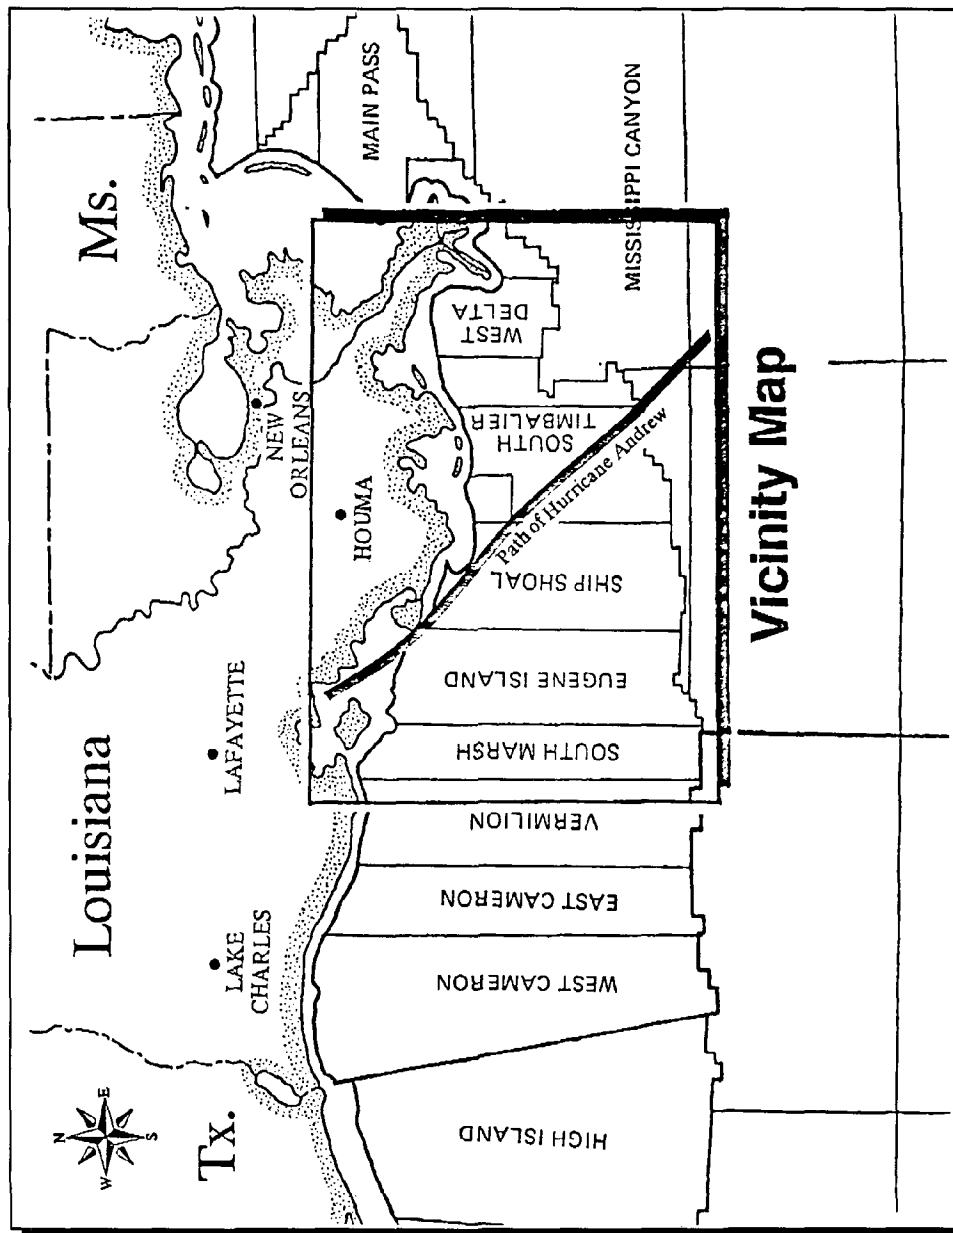 Louisiana
Ms.
Tx.
N
E
S
W
LAKE
CHARLES
LAFAYETTE
NEW
ORLEANS
HOUMA
HIGH ISLAND
WEST CAMERON
EAST CAMERON
VERMILION
SOUTH MARSH
EUGENE ISLAND
SHIP SHOAL
SOUTH
TIMBALIER
WEST
DELTA
MAIN PASS
MISSISSIPPI CANYON
Path of Hurricane Andrew
Vicinity Map